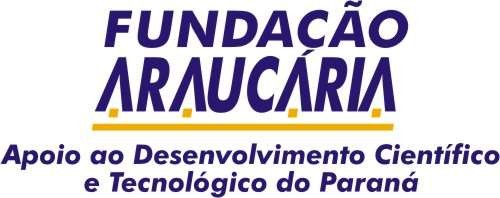 FUNDAÇÃO
ARAUCÁRIA
Apoio ao Desenvolvimento Científico
e Tecnológico do Paraná